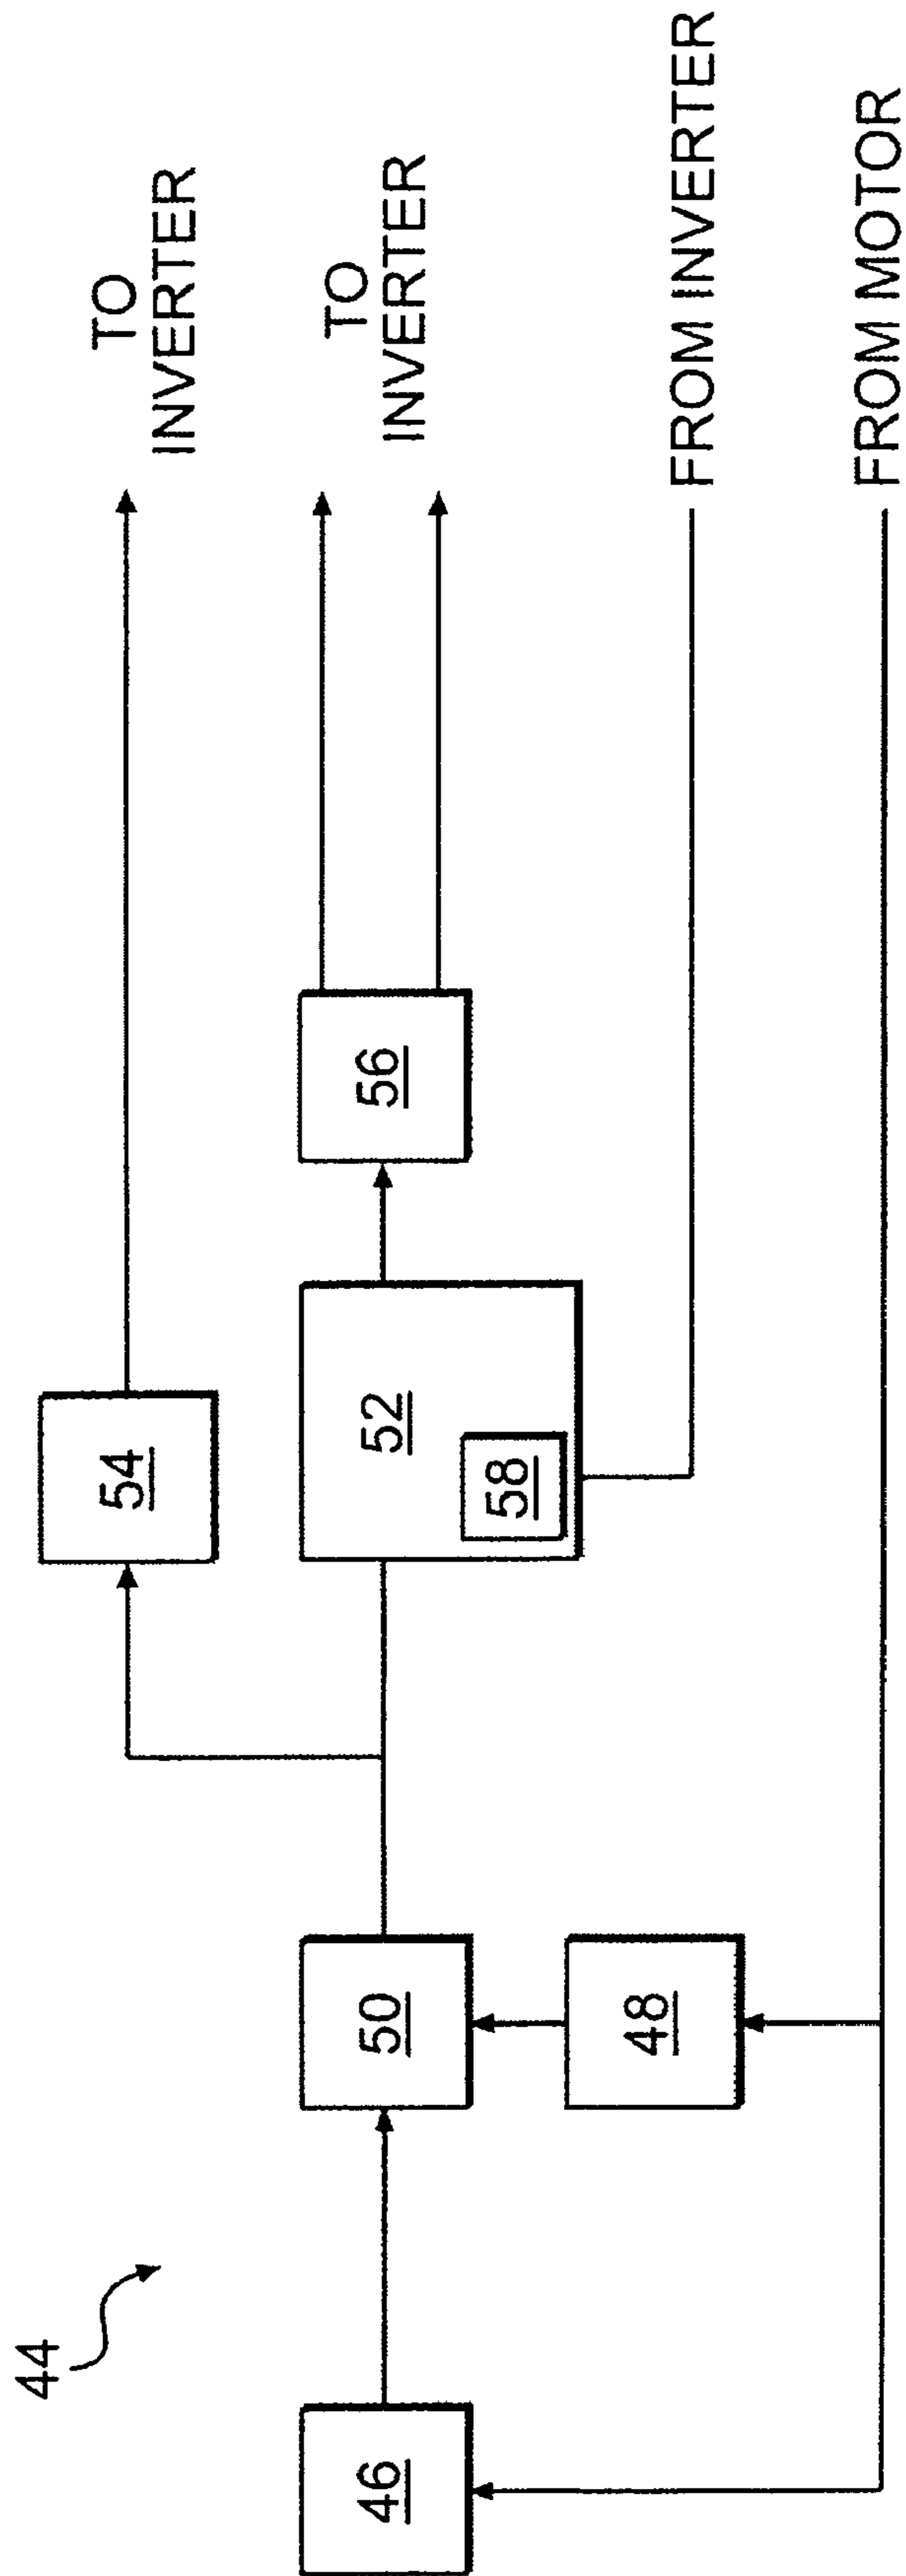 44
54
TO
INVERTER
46
50
52
56
TO
INVERTER
58
48
FROM INVERTER
FROM MOTOR